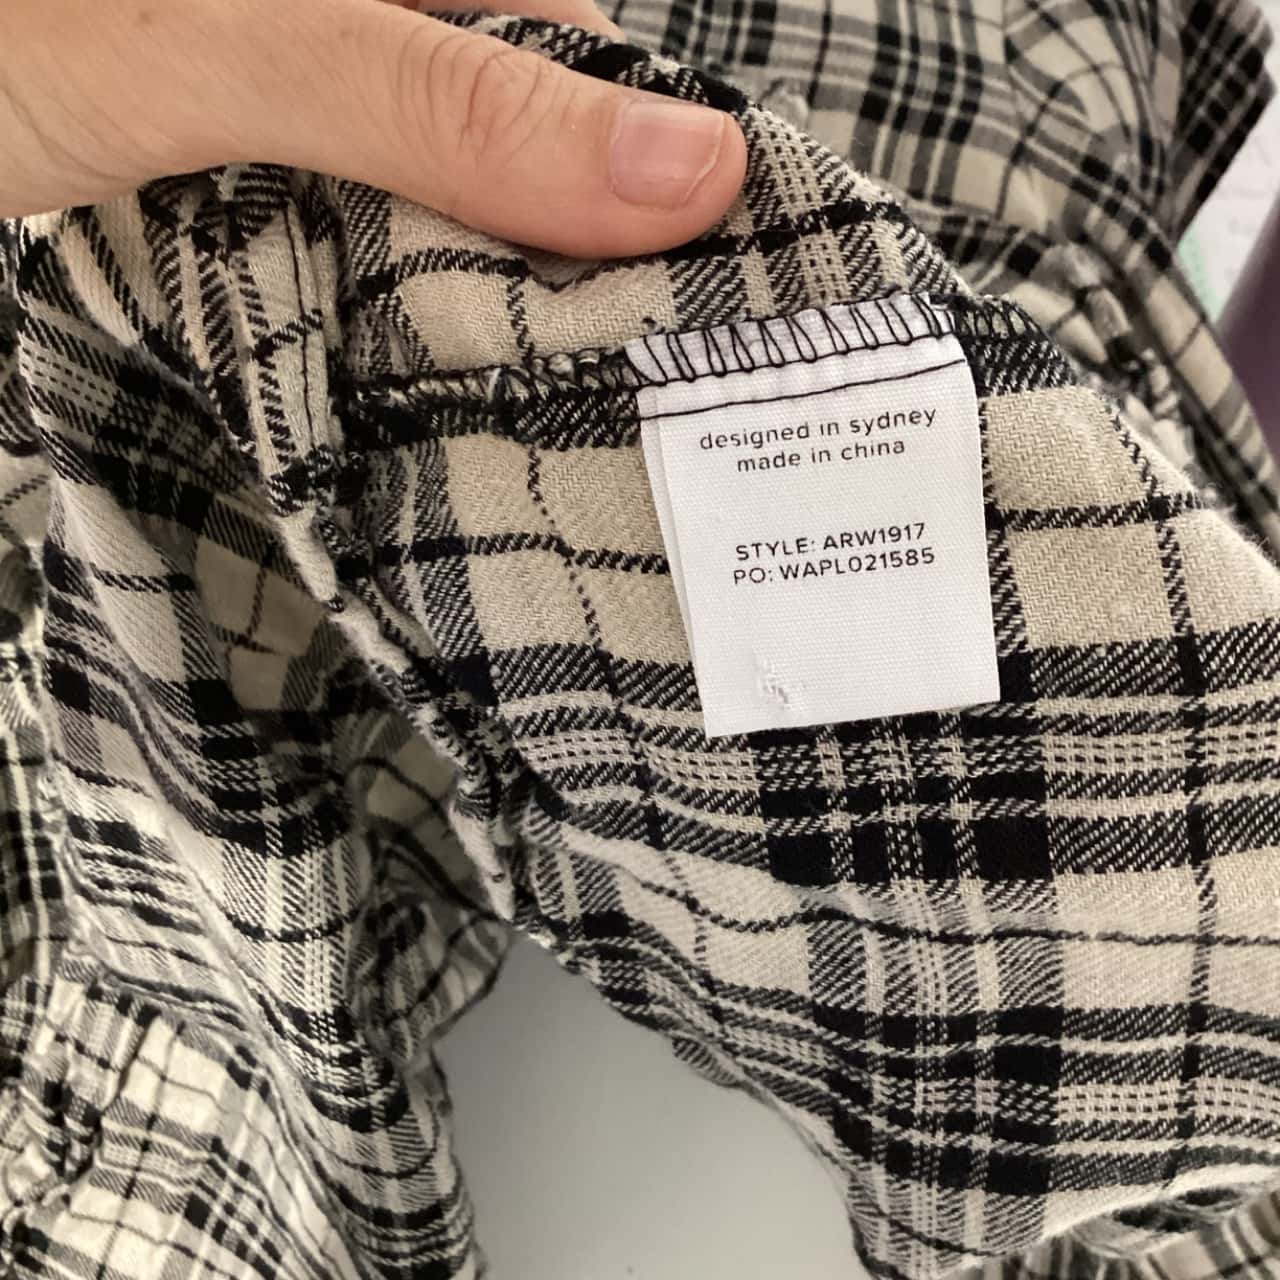 designed in sydney
made in china
STYLE: ARW1917
PO: WAPL021585